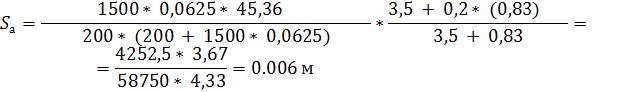 Sа = 1500 * 0,0625 * 45,36 / 200 * (200 + 1500 * 0,0625) * 3,5 + 0,2 * (0,83) / 3,5 + 0,83 =
= 4252,5 * 3,67 / 58750 * 4,33 = 0.006 м